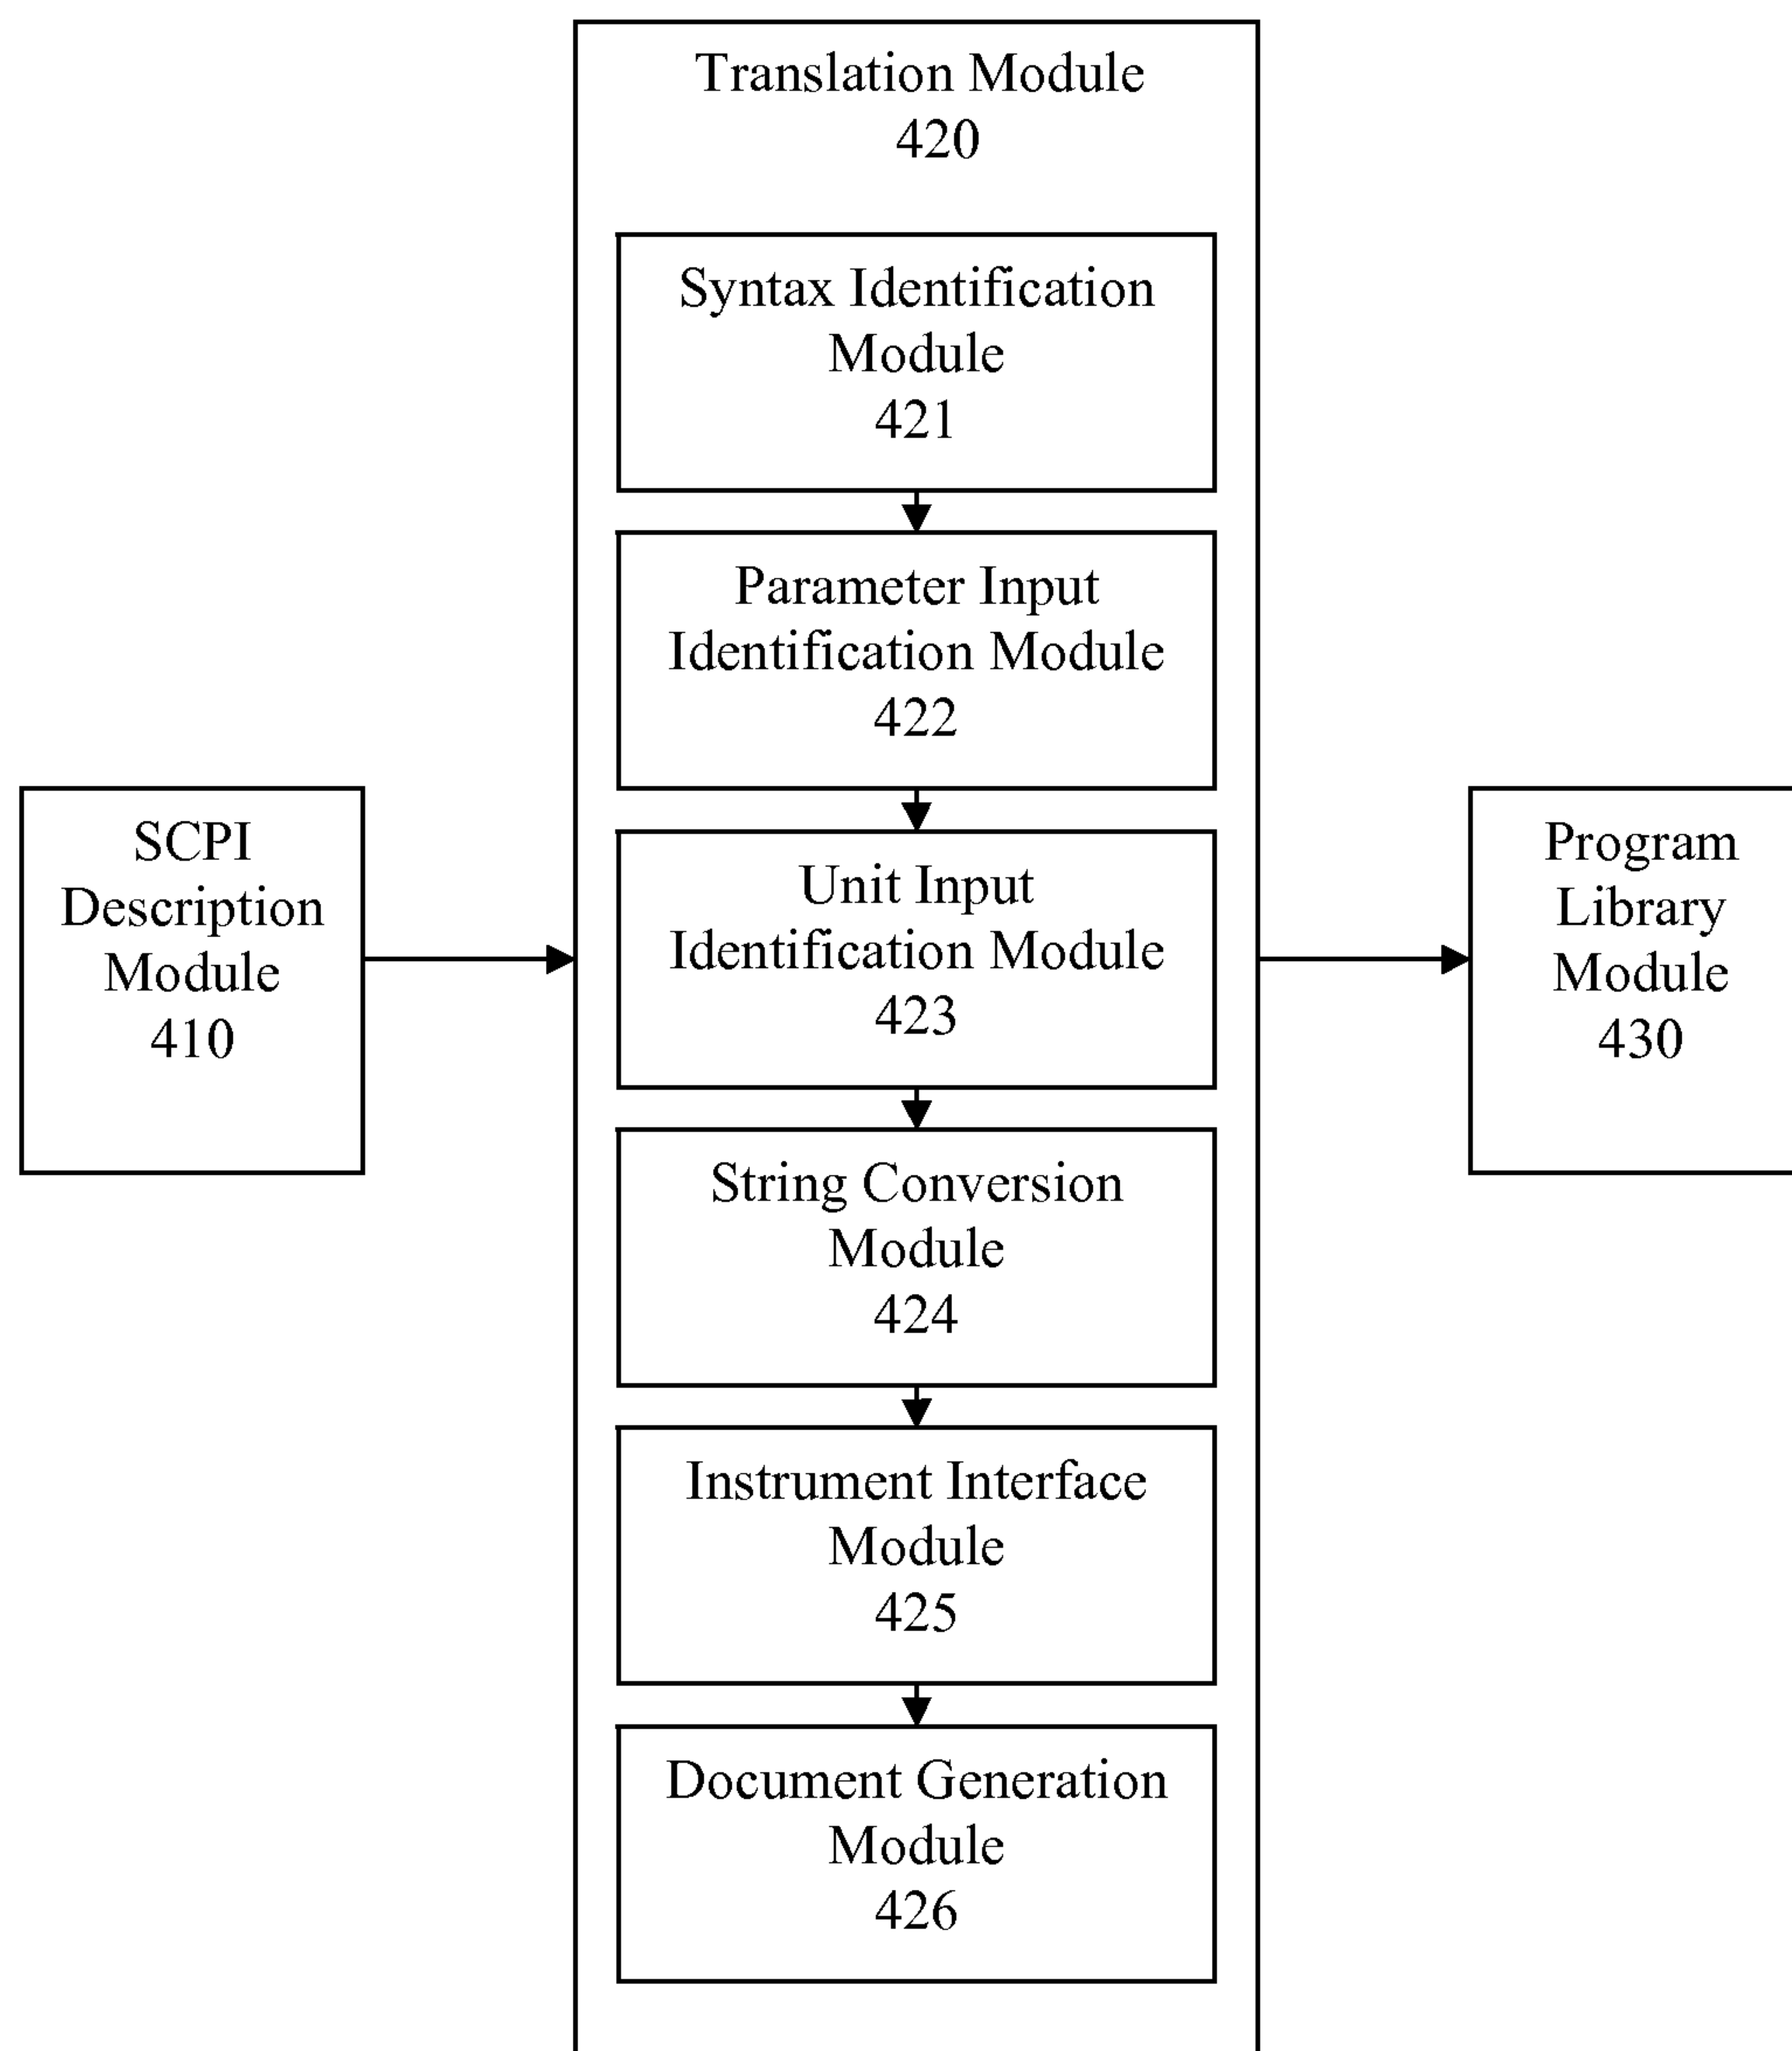 Translation Module
420
Syntax Identification
Module
421
Parameter Input
Identification Module
422
Unit Input
Identification Module
423
String Conversion
Module
424
Instrument Interface
Module
425
Document Generation
Module
426
SCPI
Description
Module
410
Program
Library
Module
430